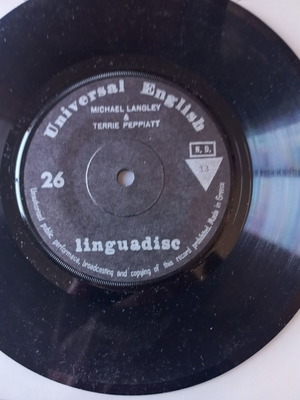 Universal English
MICHAEL LANGLEY
&
TERRIE PEPPIATT
26
N. D.
13
linguadisc
Unauthorised public performance, broadcasting and copying of this record prohibited. Made in Greece